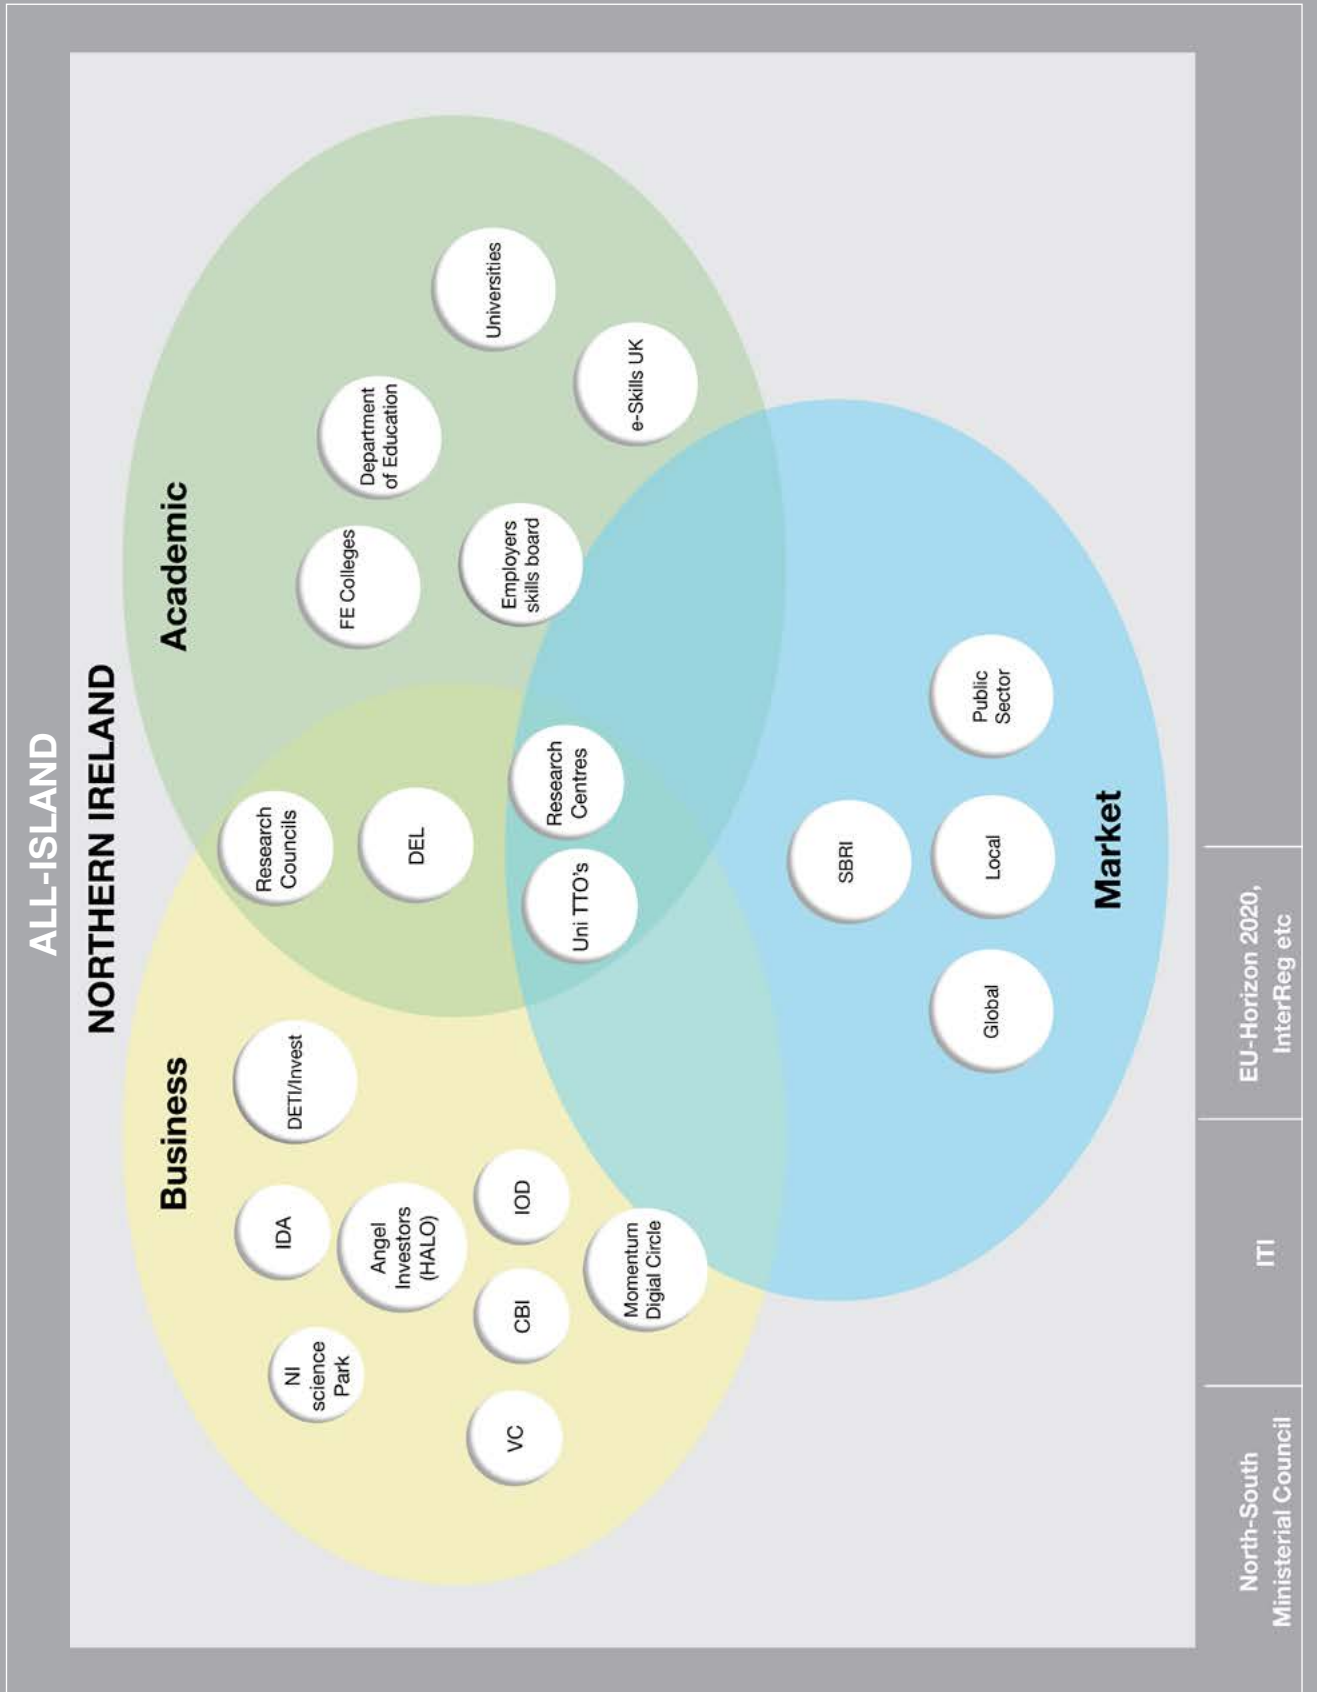 ALL-ISLAND
NORTHERN IRELAND
Business
Academic
NI
science
Park
IDA
DETI/Invest
Angel
Investors
(HALO)
VC
CBI
IOD
Momentum
Digial Circle
Research
Councils
DEL
Uni TTO's
Research
Centres
FE Colleges
Department
of Education
Employers
skills board
Universities
e-Skills UK
SBRI
Global
Local
Public
Sector
Market
North-South
Ministerial Council
ITI
EU-Horizon 2020,
InterReg etc